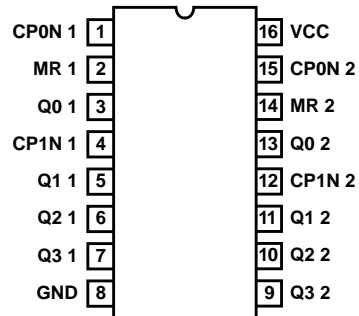 CP0N 1 1 16 VCC
MR 1 2 15 CP0N 2
Q0 1 3 14 MR 2
CP1N 1 4 13 Q0 2
Q1 1 5 12 CP1N 2
Q2 1 6 11 Q1 2
Q3 1 7 10 Q2 2
GND 8 9 Q3 2